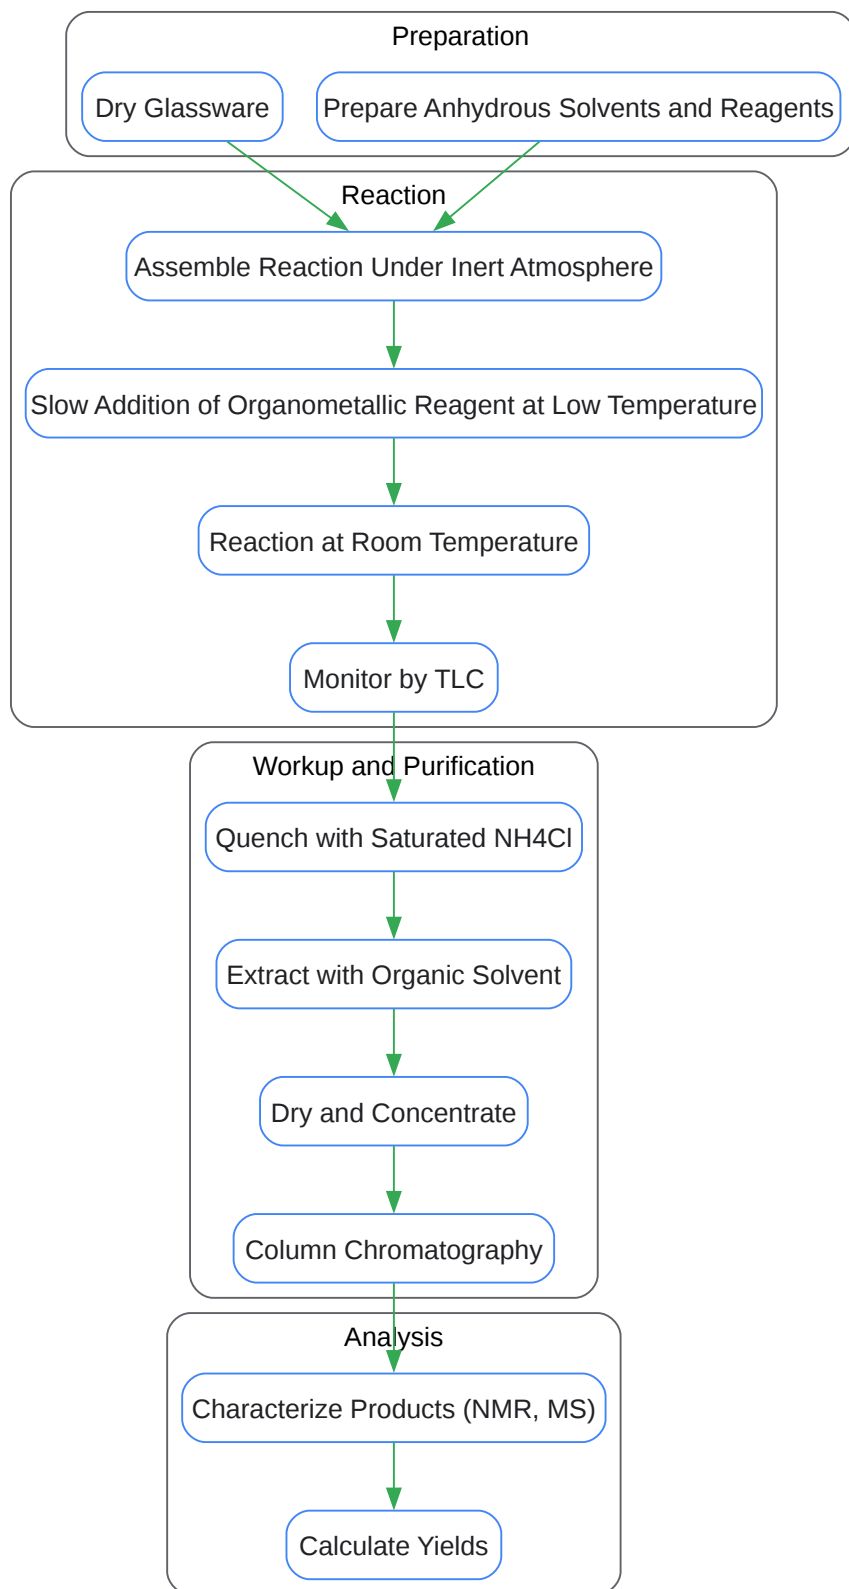 Preparation
Dry Glassware
Prepare Anhydrous Solvents and Reagents
Reaction
Assemble Reaction Under Inert Atmosphere
Slow Addition of Organometallic Reagent at Low Temperature
Reaction at Room Temperature
Monitor by TLC
Workup and Purification
Quench with Saturated NH4Cl
Extract with Organic Solvent
Dry and Concentrate
Column Chromatography
Analysis
Characterize Products (NMR, MS)
Calculate Yields